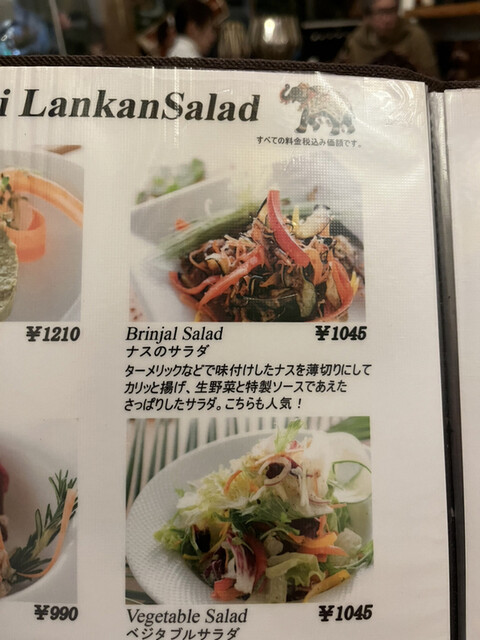 i LankanSalad
すべての料金税込み価額です。
¥1210
Brinjal Salad ¥1045
ナスのサラダ
ターメリックなどで味付けしたナスを薄切りにして
カリッと揚げ、生野菜と特製ソースであえた
さっぱりしたサラダ。こちらも人気！
¥990
Vegetable Salad ¥1045
ベジタブルサラダ